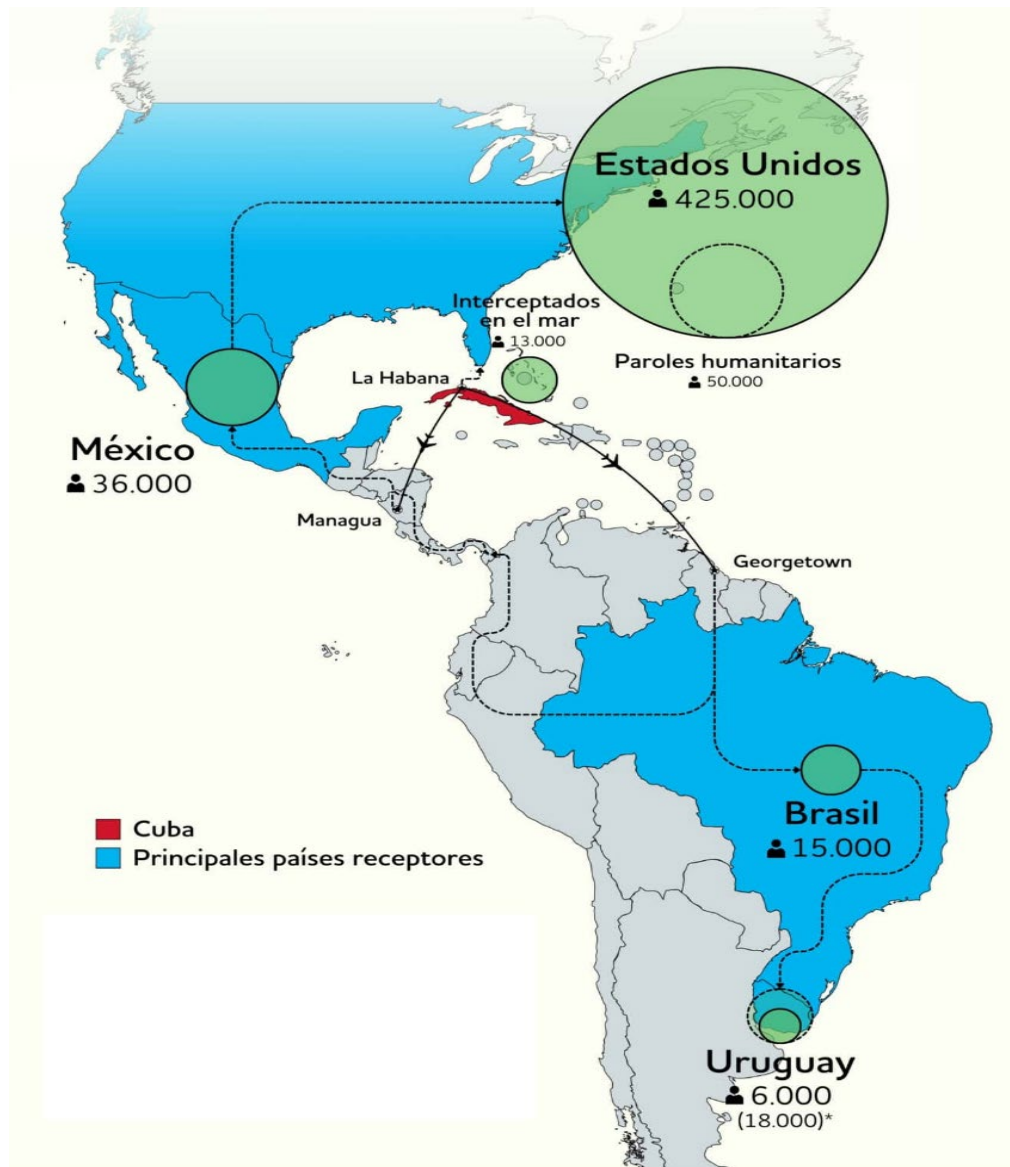 Estados Unidos
425.000
Interceptados
en el mar
13.000
Paroles humanitarios
50.000
La Habana
México
36.000
Managua
Georgetown
Brasil
15.000
Cuba
Principales países receptores
Uruguay
6.000
(18.000)*